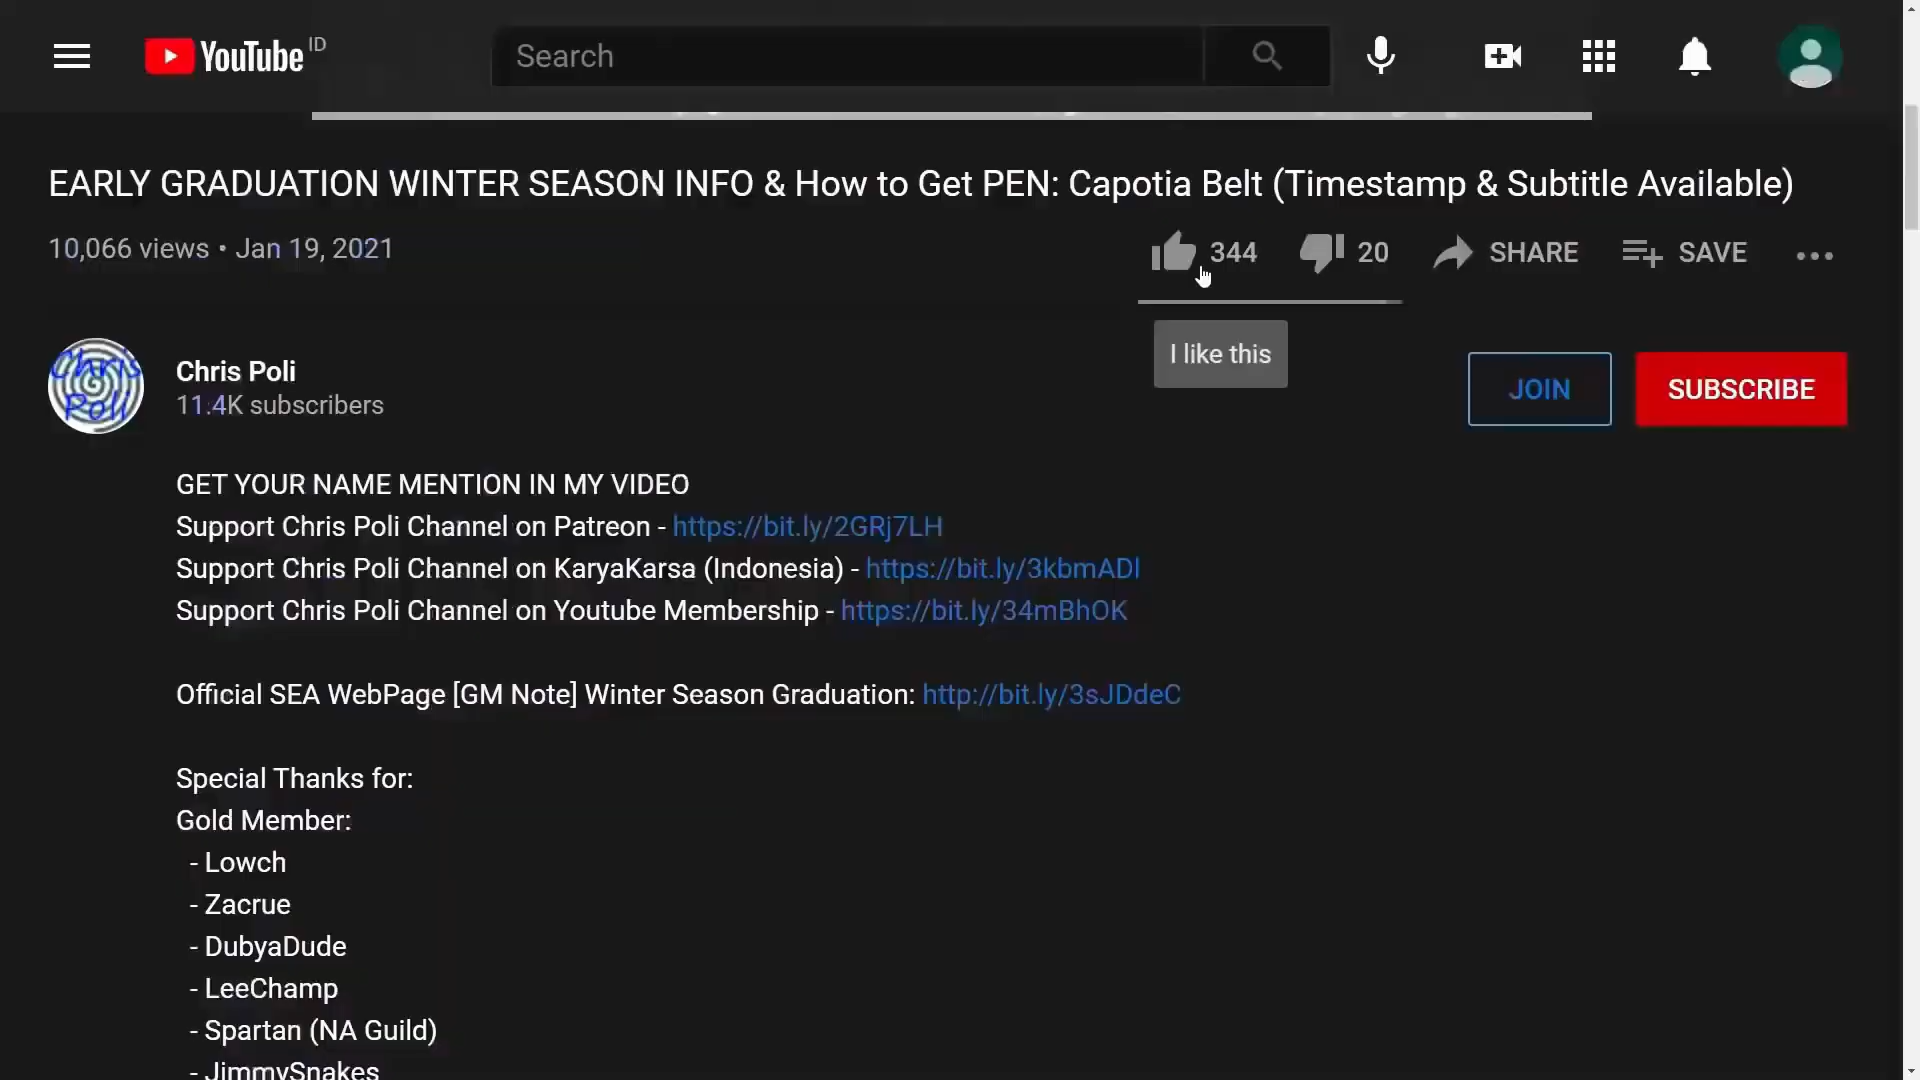 YouTube ID
Search
EARLY GRADUATION WINTER SEASON INFO & How to Get PEN: Capotia Belt (Timestamp & Subtitle Available)
10,066 views • Jan 19, 2021
344 20 SHARE SAVE
I like this
Chris Poli
Chris Poli
11.4K subscribers
JOIN SUBSCRIBE
GET YOUR NAME MENTION IN MY VIDEO
Support Chris Poli Channel on Patreon - https://bit.ly/2GRj7LH
Support Chris Poli Channel on KaryaKarsa (Indonesia) - https://bit.ly/3kbmADl
Support Chris Poli Channel on Youtube Membership - https://bit.ly/34mBhOK
Official SEA WebPage [GM Note] Winter Season Graduation: http://bit.ly/3sJDdeC
Special Thanks for:
Gold Member:
- Lowch
- Zacrue
- DubyaDude
- LeeChamp
- Spartan (NA Guild)
- JimmySnakes